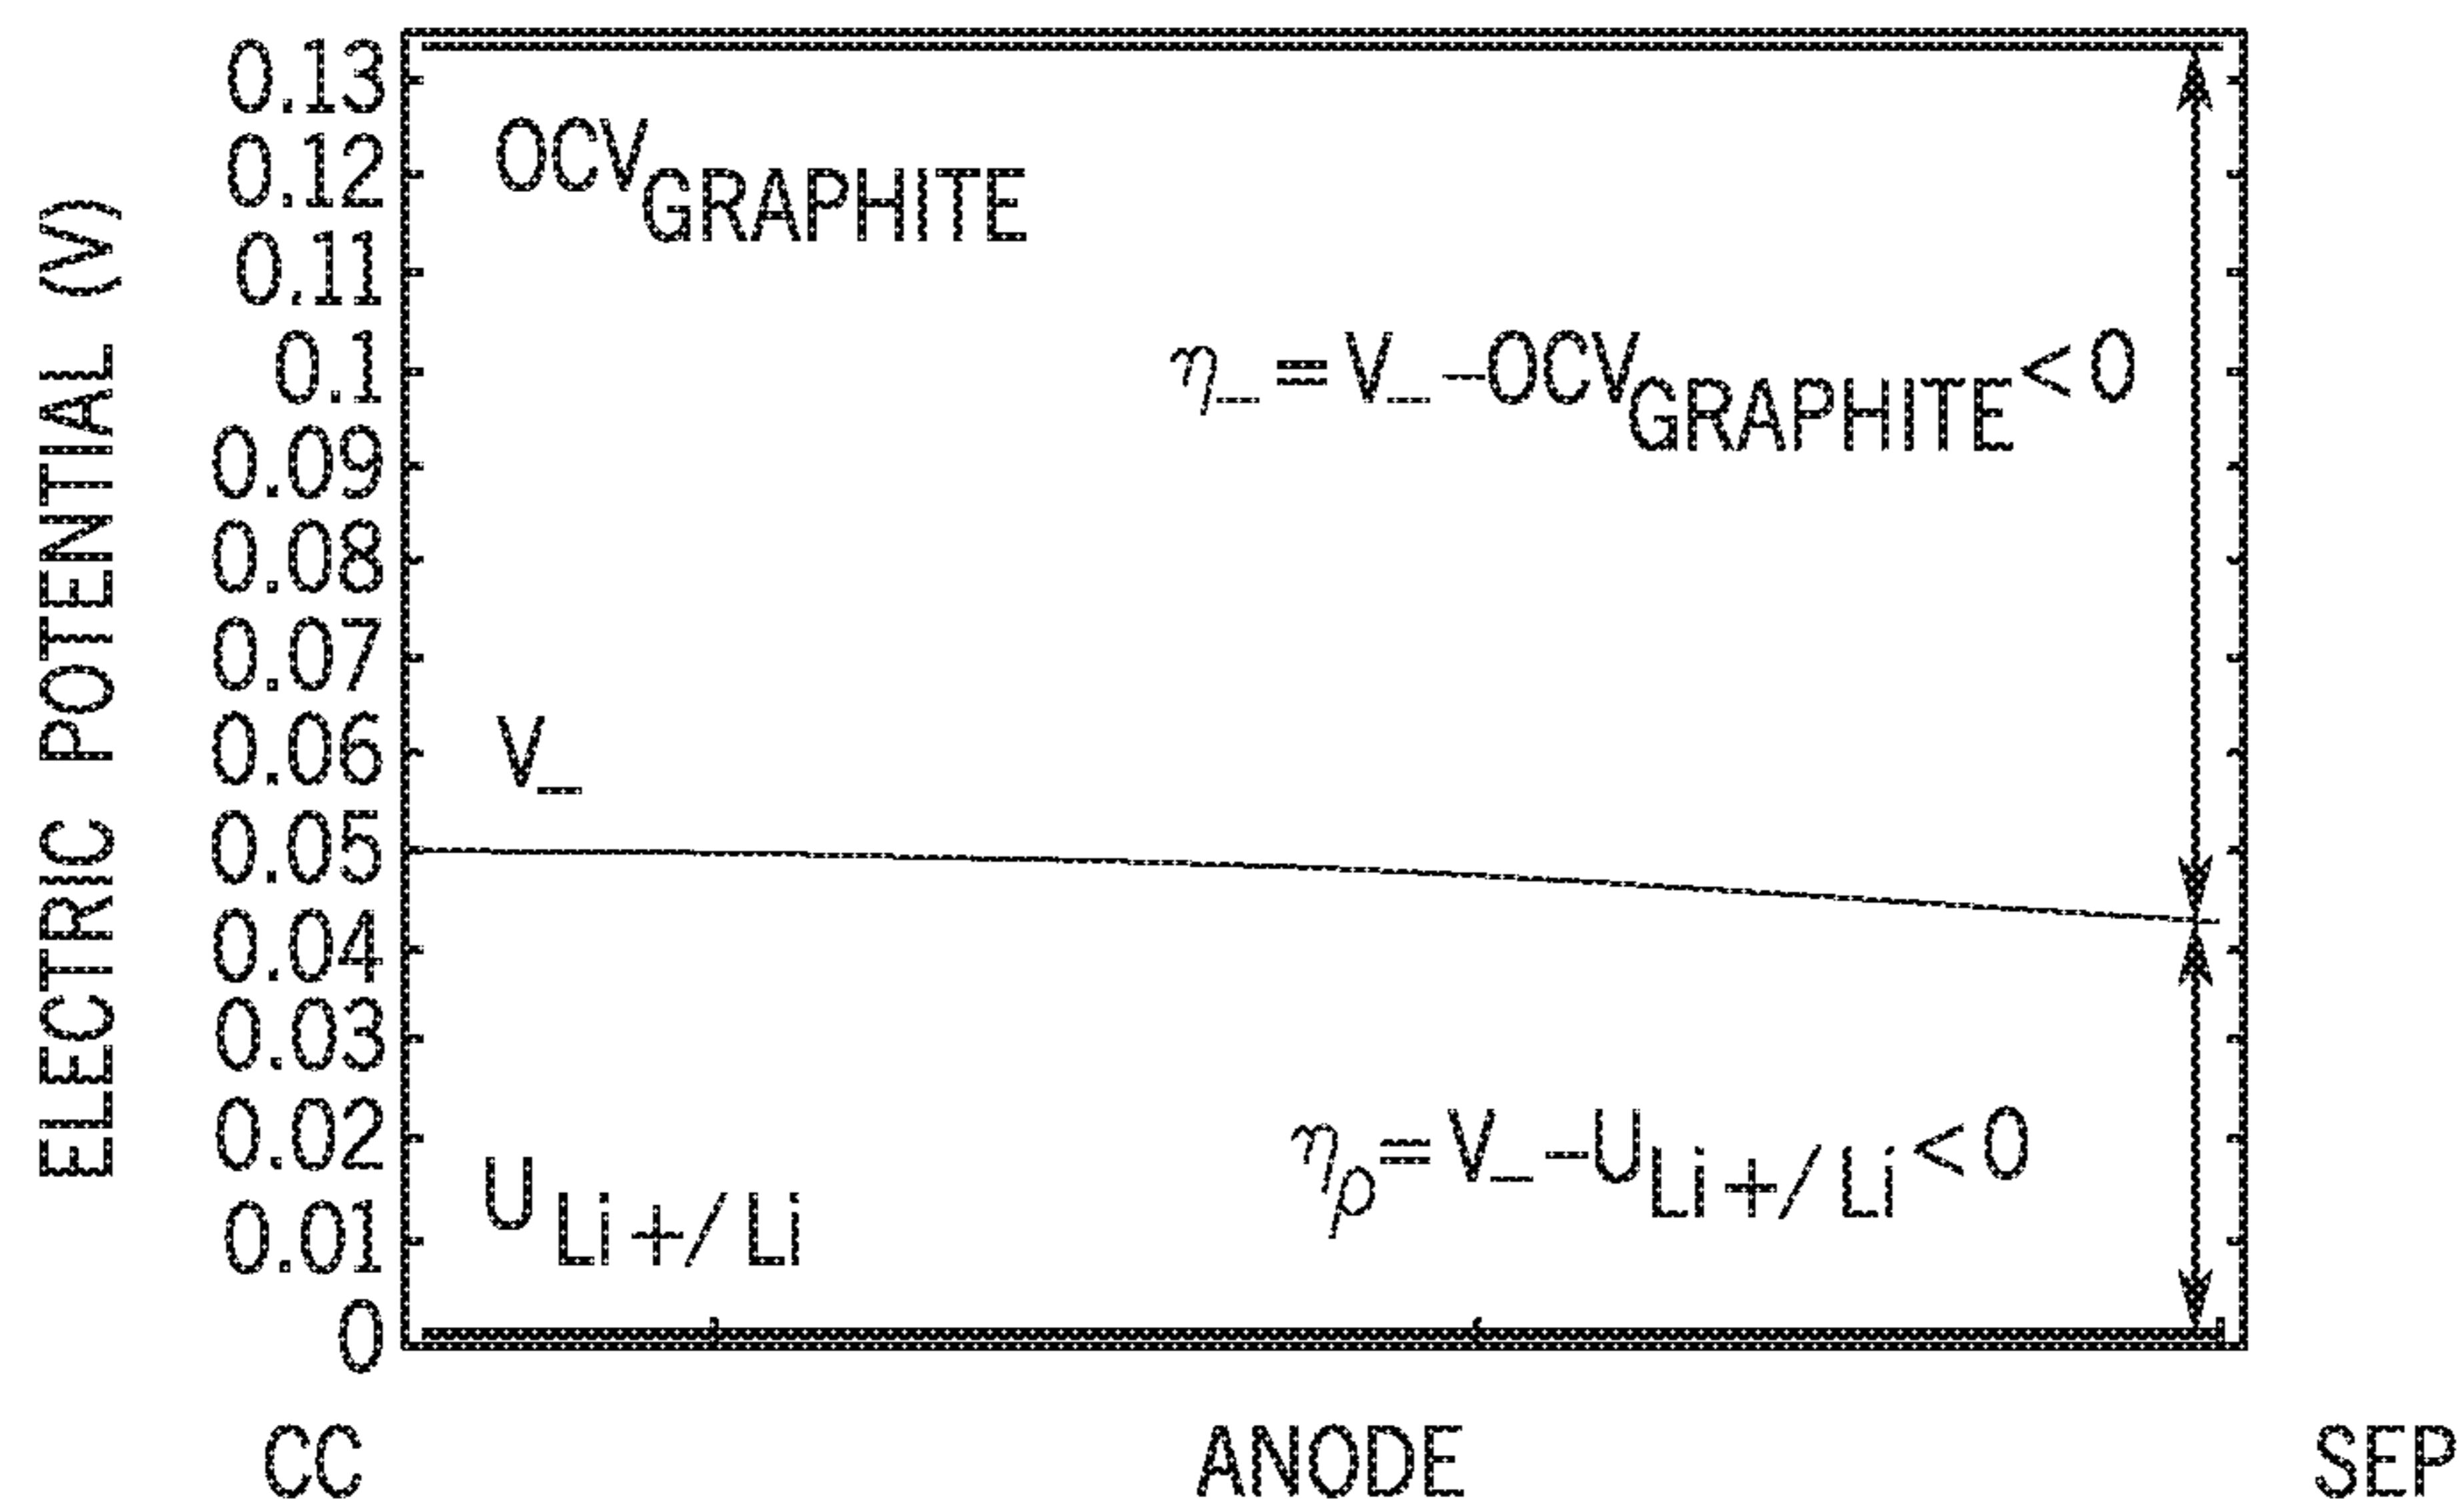 ELECTRIC POTENTIAL (V)
0.13
0.12
0.11
0.1
0.09
0.08
0.07
0.06
0.05
0.04
0.03
0.02
0.01
0
OCV_GRAPHITE
η_- = V_- - OCV_GRAPHITE < 0
V_-
η_ρ = V_- - U_Li+/Li < 0
U_Li+/Li
CC ANODE SEP